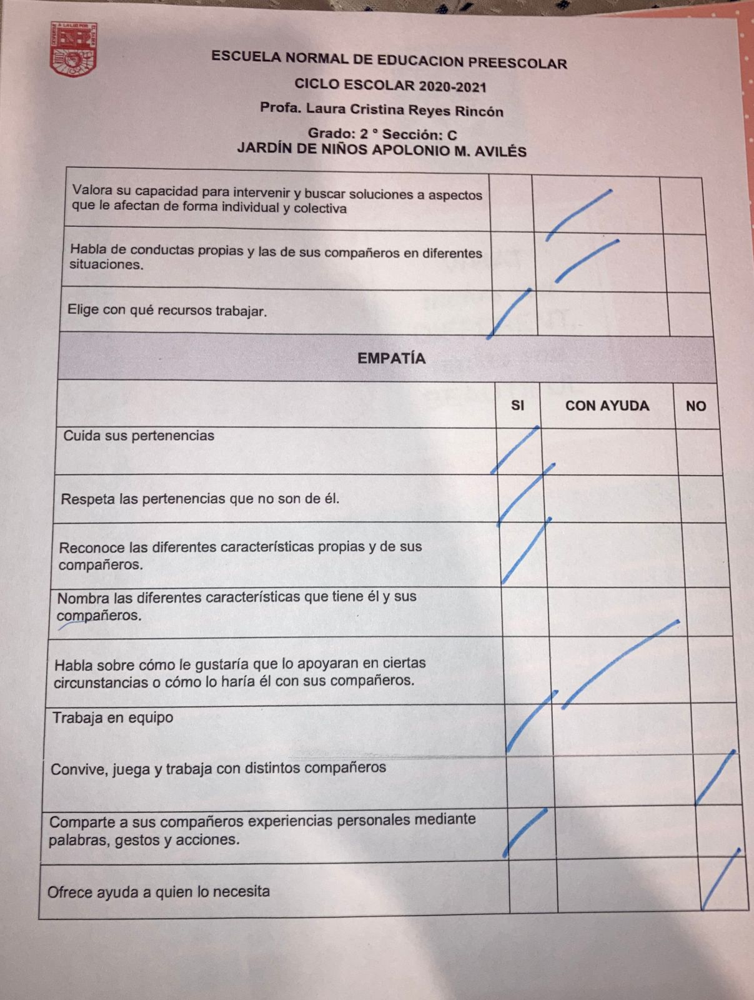 ESCUELA NORMAL DE EDUCACION PREESCOLAR
CICLO ESCOLAR 2020-2021
Profa. Laura Cristina Reyes Rincón
Grado: 2 ° Sección: C
JARDÍN DE NIÑOS APOLONIO M. AVILÉS
Valora su capacidad para intervenir y buscar soluciones a aspectos
que le afectan de forma individual y colectiva
Habla de conductas propias y las de sus compañeros en diferentes
situaciones.
Elige con qué recursos trabajar.
EMPATÍA
SI CON AYUDA NO
Cuida sus pertenencias
Respeta las pertenencias que no son de él.
Reconoce las diferentes características propias y de sus
compañeros.
Nombra las diferentes características que tiene él y sus
compañeros.
Habla sobre cómo le gustaría que lo apoyaran en ciertas
circunstancias o cómo lo haría él con sus compañeros.
Trabaja en equipo
Convive, juega y trabaja con distintos compañeros
Comparte a sus compañeros experiencias personales mediante
palabras, gestos y acciones.
Ofrece ayuda a quien lo necesita